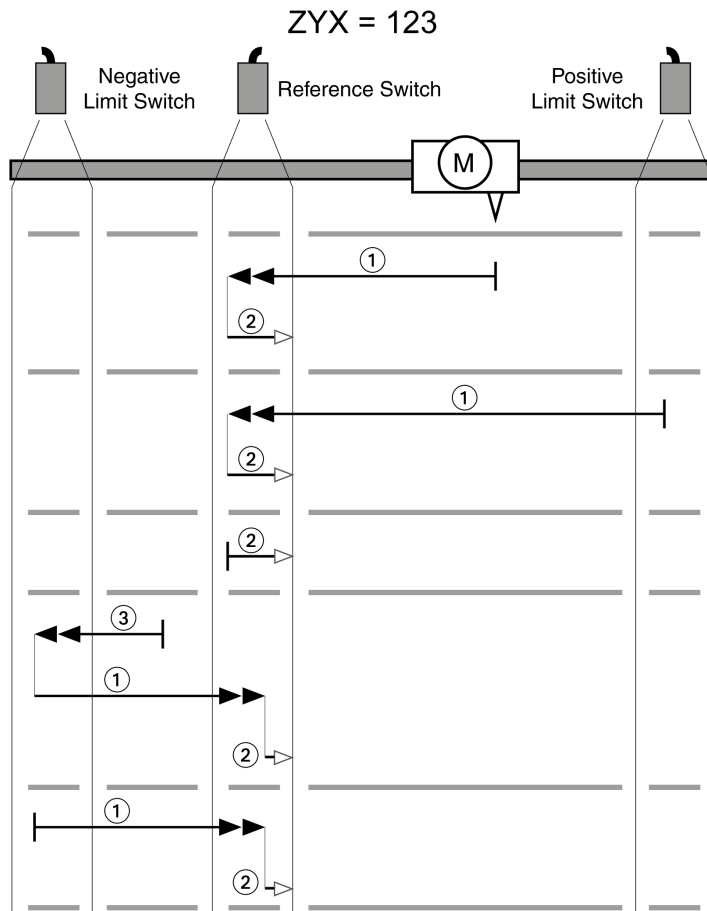 ZYX = 123
Negative
Limit Switch
Reference Switch
Positive
Limit Switch
M
1
2
1
2
2
3
1
2
1
2